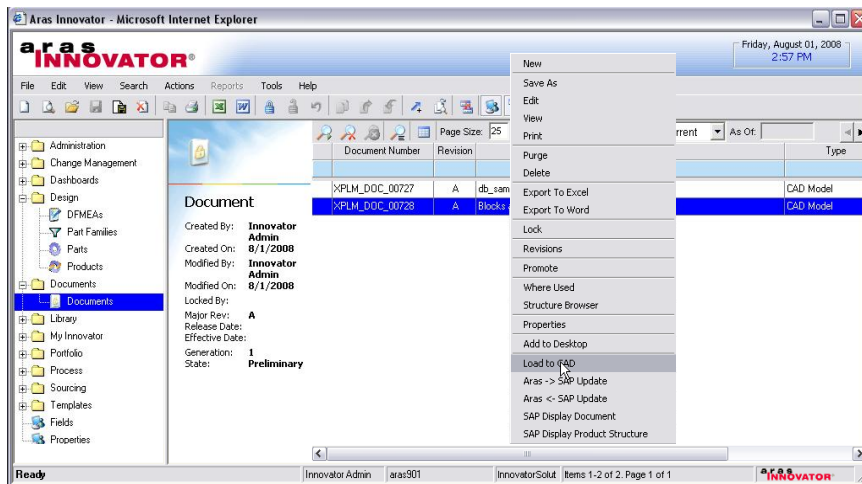 Aras Innovator - Microsoft Internet Explorer
aras
INNOVATOR®
Friday, August 01, 2008
2:57 PM
File Edit View Search Actions Reports Tools Help
Page Size: 25
rrent
As Of:
Administration
Change Management
Dashboards
Design
DFMEAs
Part Families
Parts
Products
Documents
Documents
Library
My Innovator
Portfolio
Process
Sourcing
Templates
Fields
Properties
Document
Created By: Innovator
Admin
Created On: 8/1/2008
Modified By: Innovator
Admin
Modified On: 8/1/2008
Locked By:
Major Rev: A
Release Date:
Effective Date:
Generation: 1
State: Preliminary
Document Number Revision Type
XPLM_DOC_00727 A db_sam CAD Model
XPLM_DOC_00728 A Blocks CAD Model
New
Save As
Edit
View
Print
Purge
Delete
Export To Excel
Export To Word
Lock
Revisions
Promote
Where Used
Structure Browser
Properties
Add to Desktop
Load to CAD
Aras -> SAP Update
Aras <- SAP Update
SAP Display Document
SAP Display Product Structure
Ready
Innovator Admin
aras901
InnovatorSolut
Items 1-2 of 2. Page 1 of 1
aras
INNOVATOR